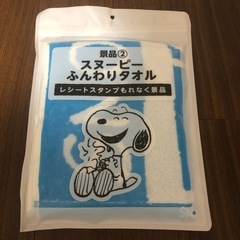 景品②
スヌーピー
ふんわりタオル
レシートスタンプもれなく景品